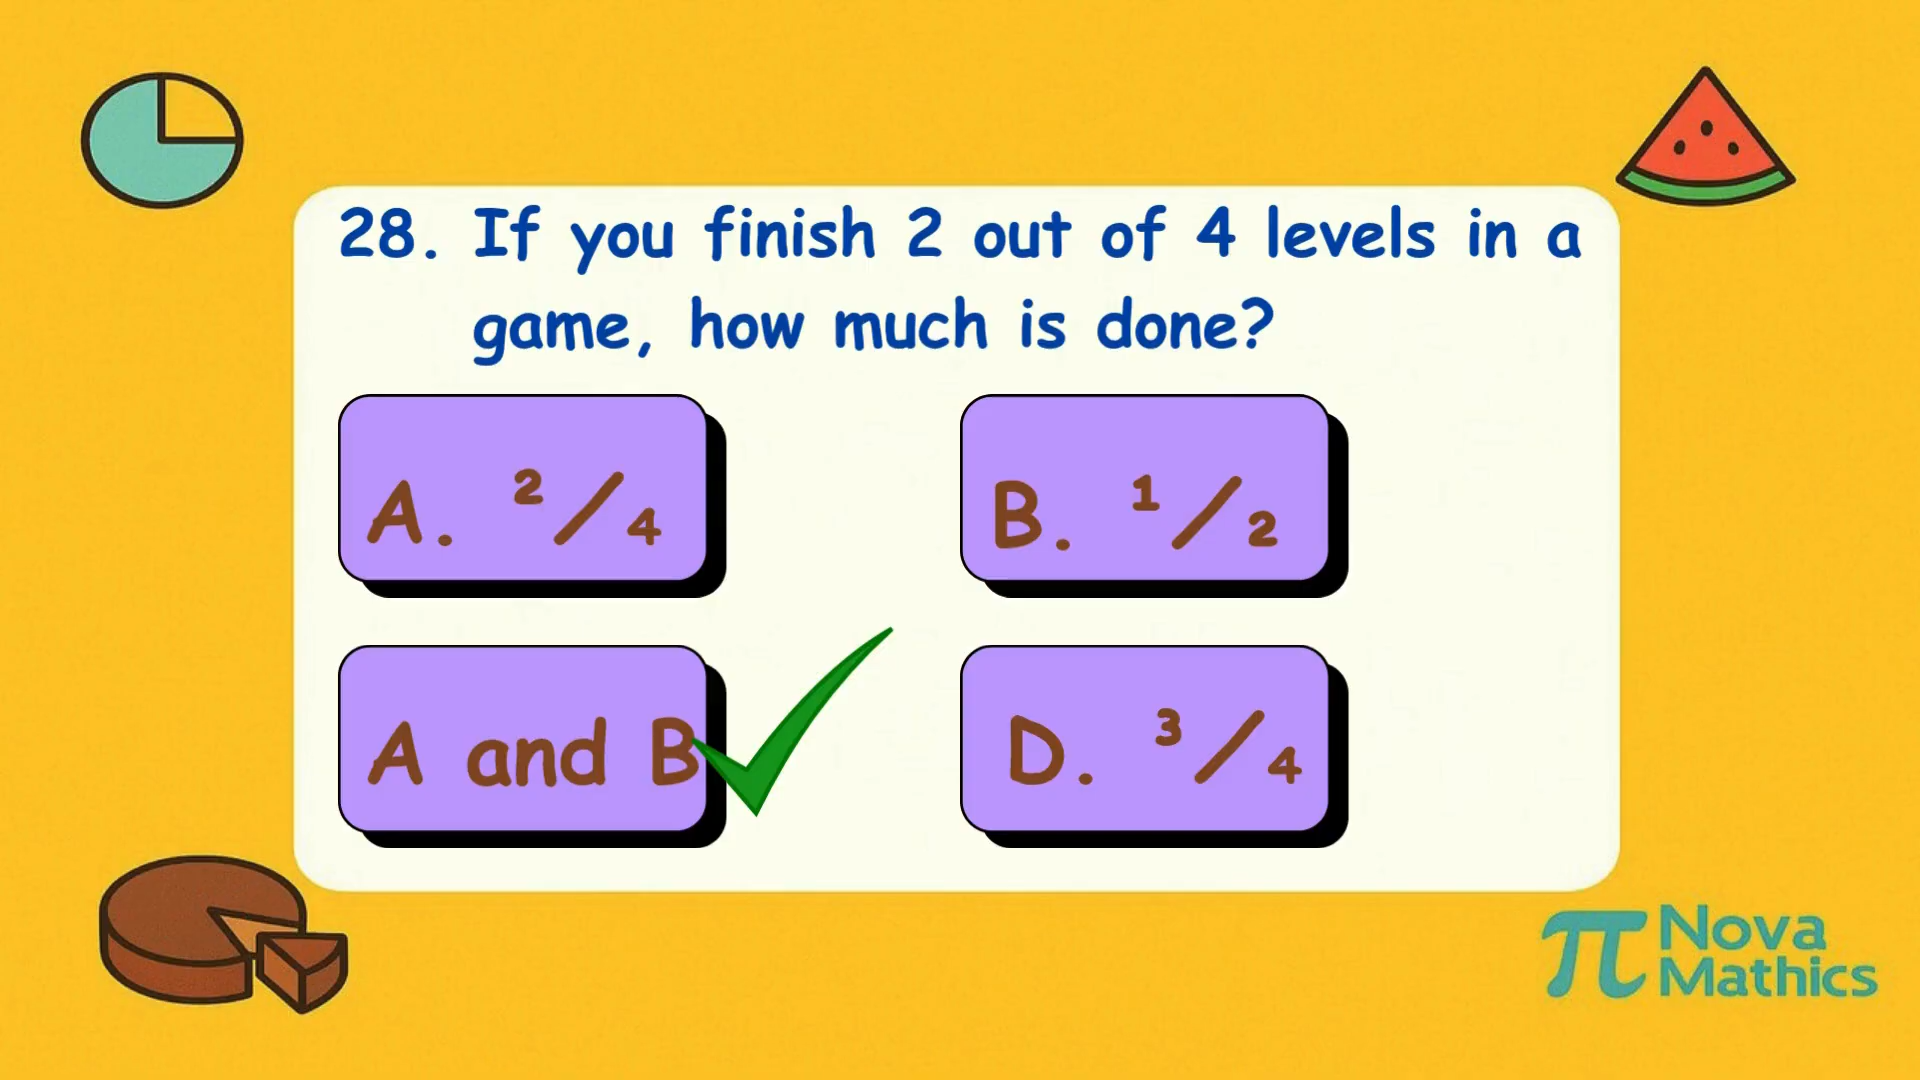 28. If you finish 2 out of 4 levels in a
game, how much is done?
A. ²/₄
B. ¹/₂
A and B
D. ³/₄
π Nova
Mathics